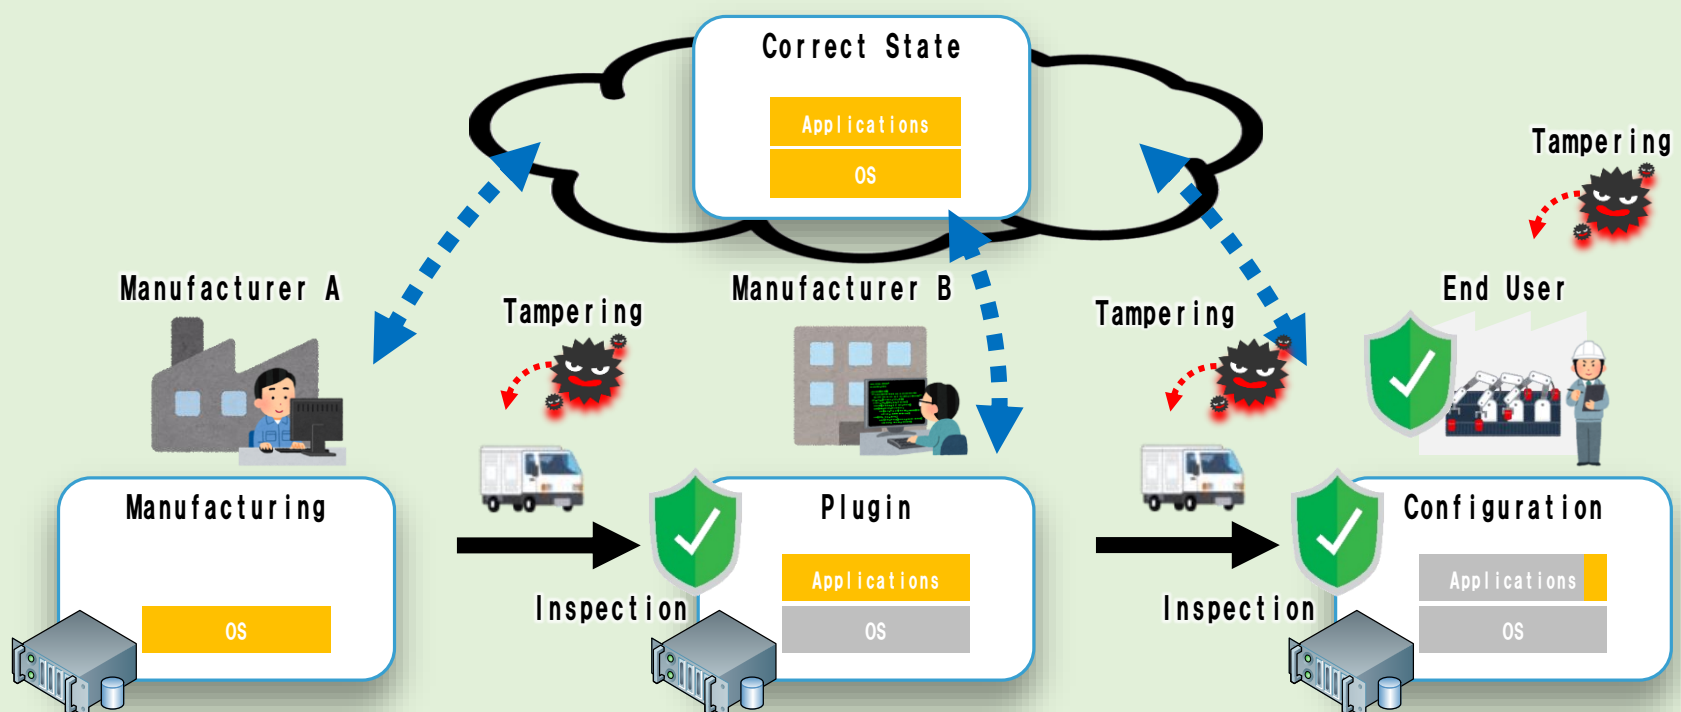 Correct State
Applications
OS
Tampering
Manufacturer A
Tampering
Manufacturer B
Tampering
End User
Manufacturing
OS
Inspection
Plugin
Applications
OS
Inspection
Configuration
Applications
OS